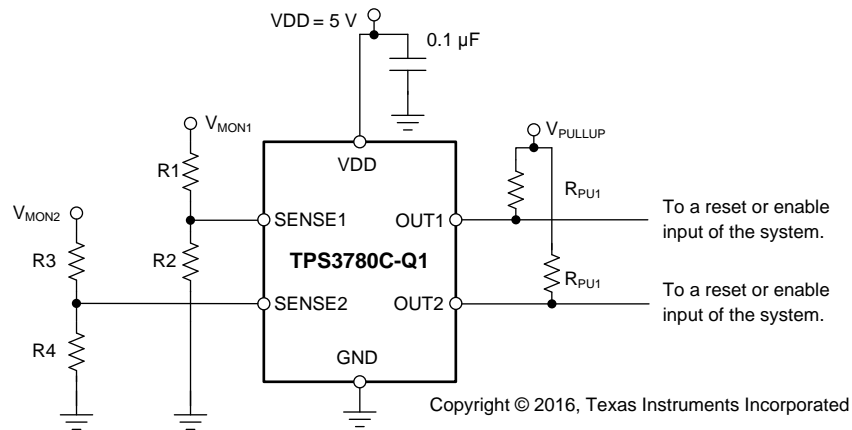 VDD = 5 V
0.1 µF
VMON1
VPULLUP
R1
VDD
RPU1
VMON2
SENSE1
OUT1
To a reset or enable
input of the system.
R3
R2
TPS3780C-Q1
RPU1
SENSE2
OUT2
To a reset or enable
input of the system.
R4
GND
Copyright © 2016, Texas Instruments Incorporated